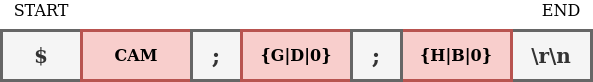 START END
$ CAM ; {G|D|0} ; {H|B|0} \r\n